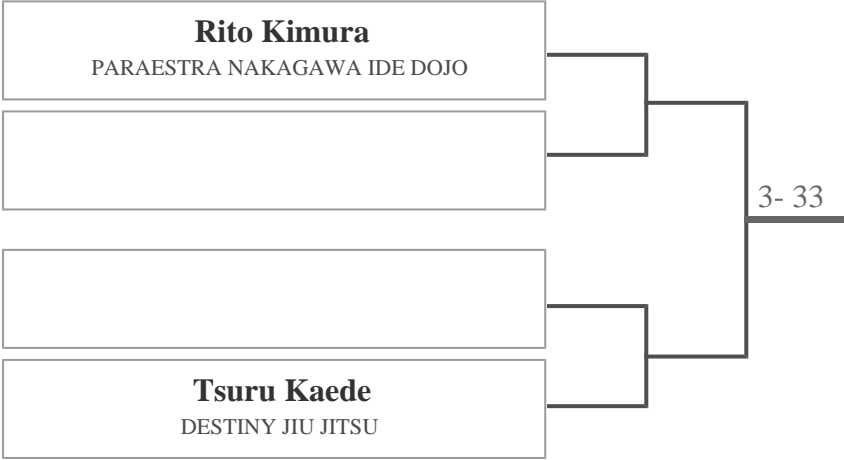 Rito Kimura
PARAESTRA NAKAGAWA IDE DOJO
3- 33
Tsuru Kaede
DESTINY JIU JITSU